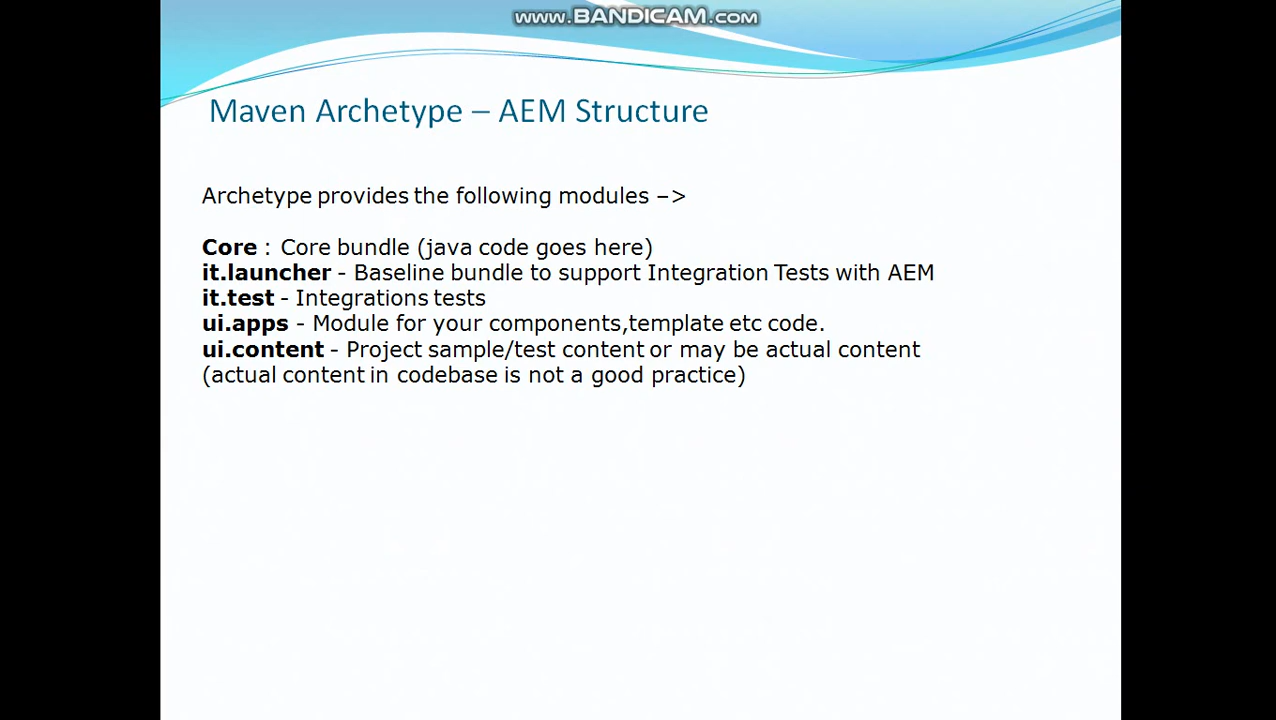 www.BANDICAM.com
Maven Archetype – AEM Structure
Archetype provides the following modules –>
Core : Core bundle (java code goes here)
it.launcher - Baseline bundle to support Integration Tests with AEM
it.test - Integrations tests
ui.apps - Module for your components,template etc code.
ui.content - Project sample/test content or may be actual content
(actual content in codebase is not a good practice)